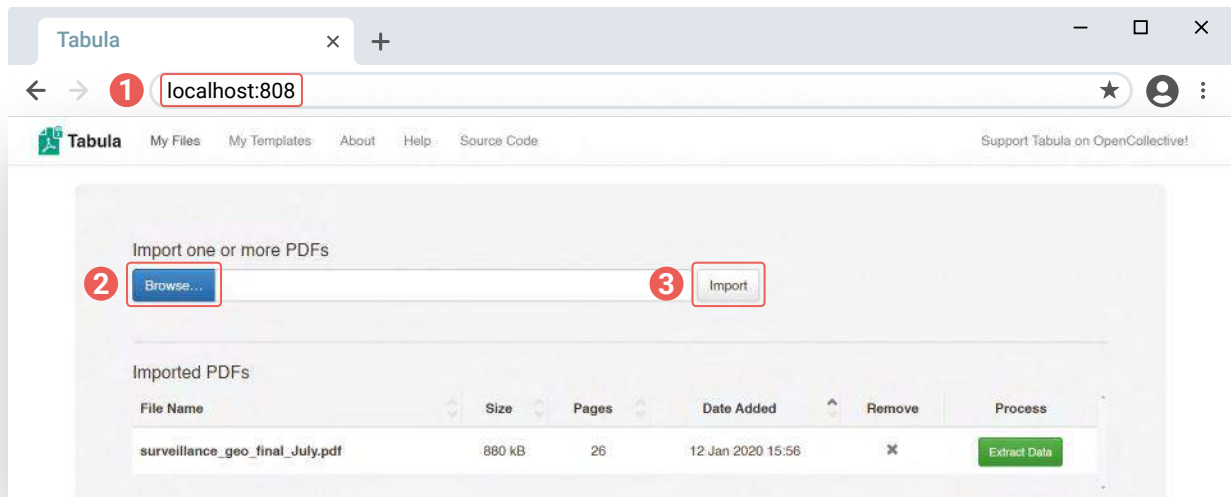 Tabula
1 localhost:808
Tabula My Files My Templates About Help Source Code Support Tabula on OpenCollective!
Import one or more PDFs
2 Browse... 3 Import
Imported PDFs
File Name Size Pages Date Added Remove Process
surveillance_geo_final_July.pdf 880 kB 26 12 Jan 2020 15:56 Extract Data